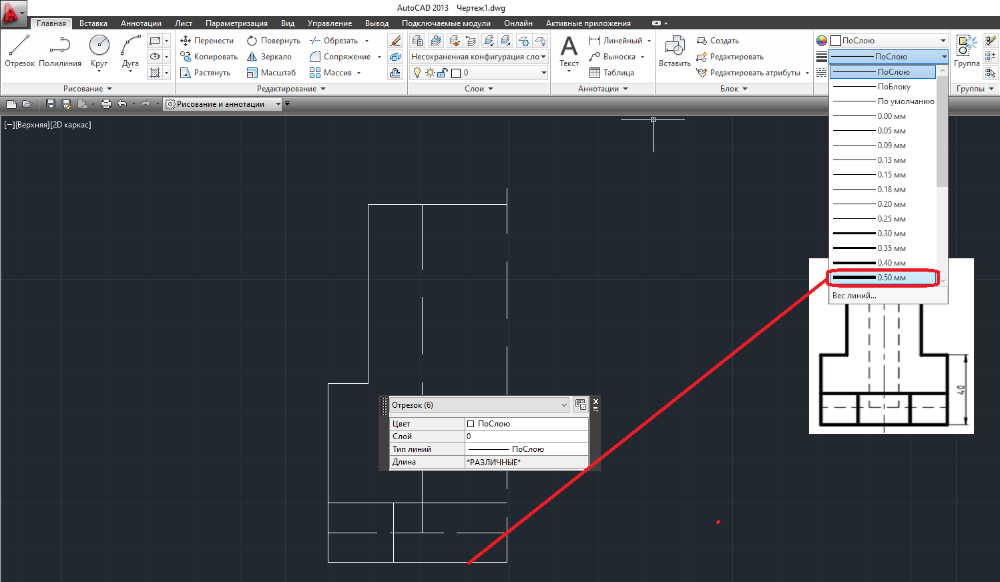 AutoCAD 2013 Чертеж1.dwg
Главная Вставка Аннотации Лист Параметризация Вид Управление Вывод Подключаемые модули Онлайн Активные приложения
Отрезок Полилиния Круг Дуга
Рисование
Перенести Повернуть Обрезать
Копировать Зеркало Сопряжение
Растянуть Масштаб Массив
Редактирование
Несохраненная конфигурация сло
0
Слои
A
Текст
Линейный
Выноска
Таблица
Аннотации
Вставить
Создать
Редактировать
Редактировать атрибуты
Блок
ПоСлою
ПоСлою
Группа
Группы
Рисование и аннотации
[−][Верхняя][2D каркас]
ПоСлою
ПоБлоку
По умолчанию
0.00 мм
0.05 мм
0.09 мм
0.13 мм
0.15 мм
0.18 мм
0.20 мм
0.25 мм
0.30 мм
0.35 мм
0.40 мм
0.50 мм
Вес линий...
40
Отрезок (6)
Цвет ПоСлою
Слой 0
Тип линий ПоСлою
Длина *РАЗЛИЧНЫЕ*